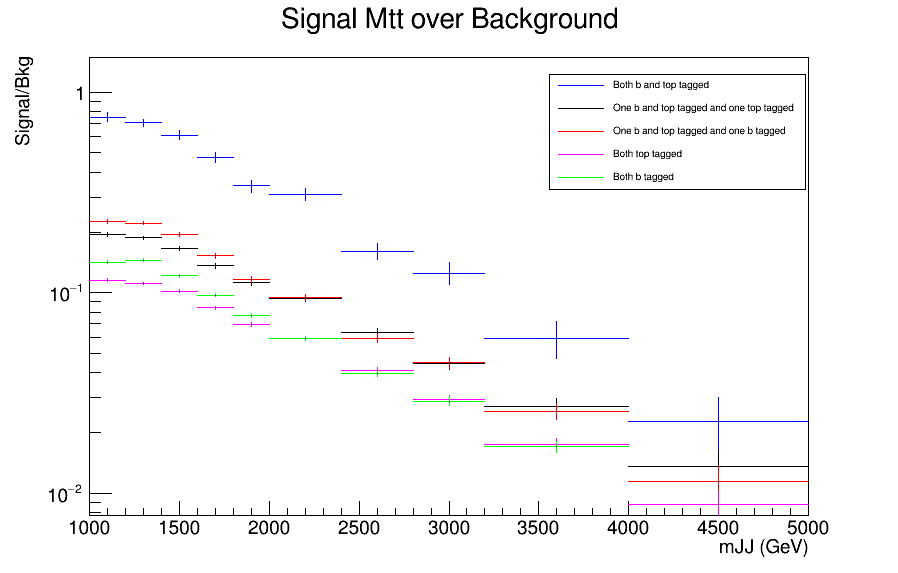 Signal Mtt over Background
Signal/Bkg
1
10⁻¹
10⁻²
Both b and top tagged
One b and top tagged and one top tagged
One b and top tagged and one b tagged
Both top tagged
Both b tagged
1000 1500 2000 2500 3000 3500 4000 4500 5000
mJJ (GeV)